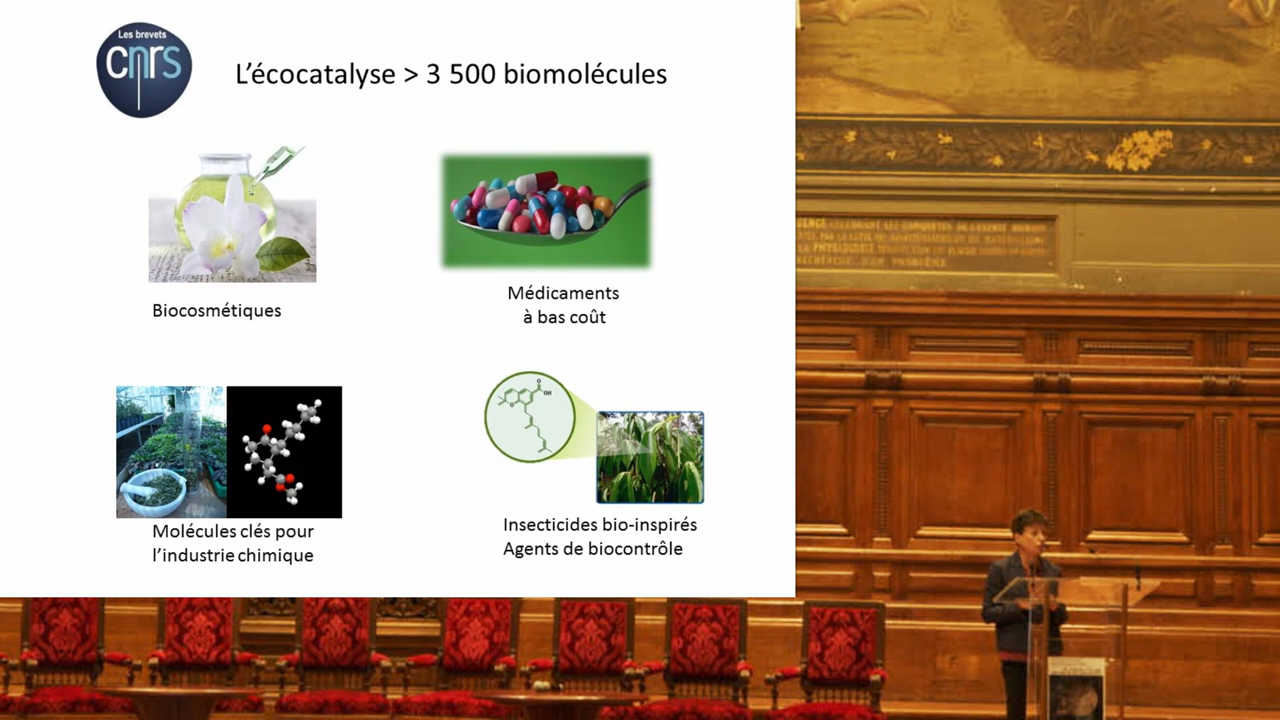 Les brevets
cnrs
L'écocatalyse > 3 500 biomolécules
Biocosmétiques
Médicaments
à bas coût
O
OH
O
Molécules clés pour
l'industrie chimique
Insecticides bio-inspirés
Agents de biocontrôle